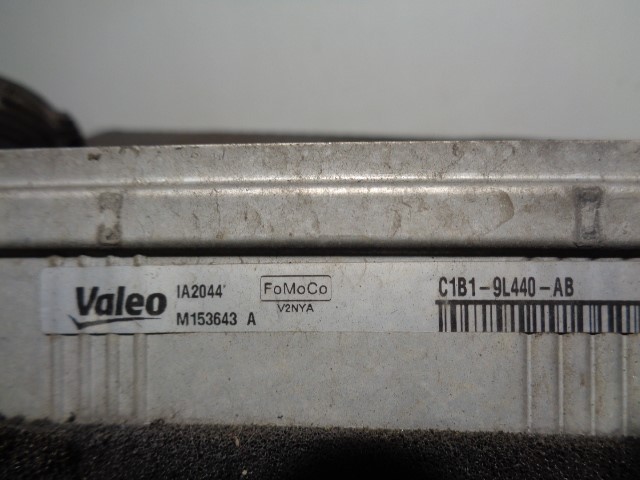 Valeo
IA2044
M153643 A
FoMoCo
V2NYA
C1B1-9L440-AB